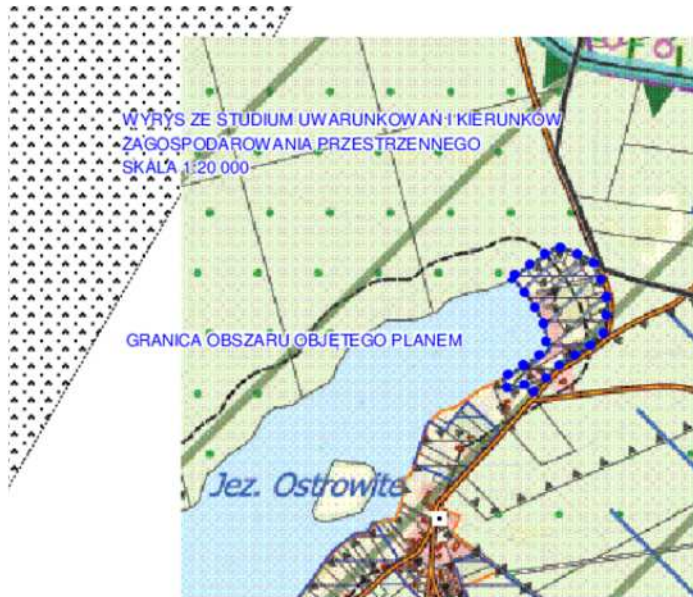 WYRYS ZE STUDIUM UWARUNKOWAŃ I KIERUNKÓW
ZAGOSPODAROWANIA PRZESTRZENNEGO
SKALA 1:20 000
GRANICA OBSZARU OBJĘTEGO PLANEM
Jez. Ostrowite